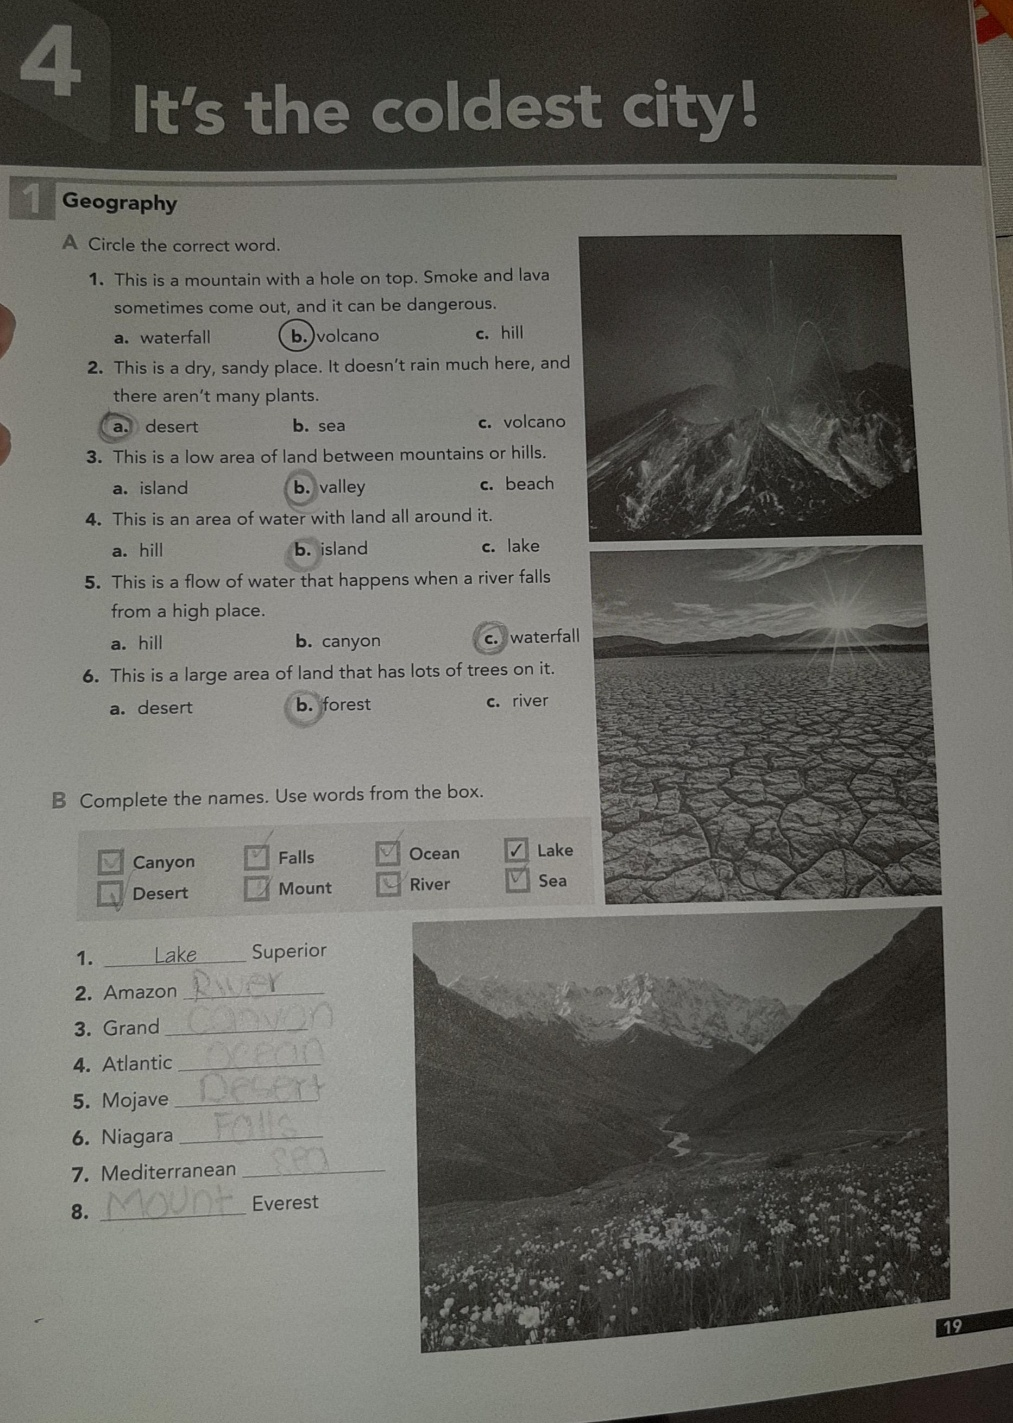 4
It's the coldest city!
1 Geography
A Circle the correct word.
1. This is a mountain with a hole on top. Smoke and lava
sometimes come out, and it can be dangerous.
a. waterfall b. volcano c. hill
2. This is a dry, sandy place. It doesn't rain much here, and
there aren't many plants.
a. desert b. sea c. volcano
3. This is a low area of land between mountains or hills.
a. island b. valley c. beach
4. This is an area of water with land all around it.
a. hill b. island c. lake
5. This is a flow of water that happens when a river falls
from a high place.
a. hill b. canyon c. waterfall
6. This is a large area of land that has lots of trees on it.
a. desert b. forest c. river
B Complete the names. Use words from the box.
Canyon Falls Ocean Lake
Desert Mount River Sea
1. Lake Superior
2. Amazon River
3. Grand Canyon
4. Atlantic ocean
5. Mojave Desert
6. Niagara Falls
7. Mediterranean sea
8. Mount Everest
19